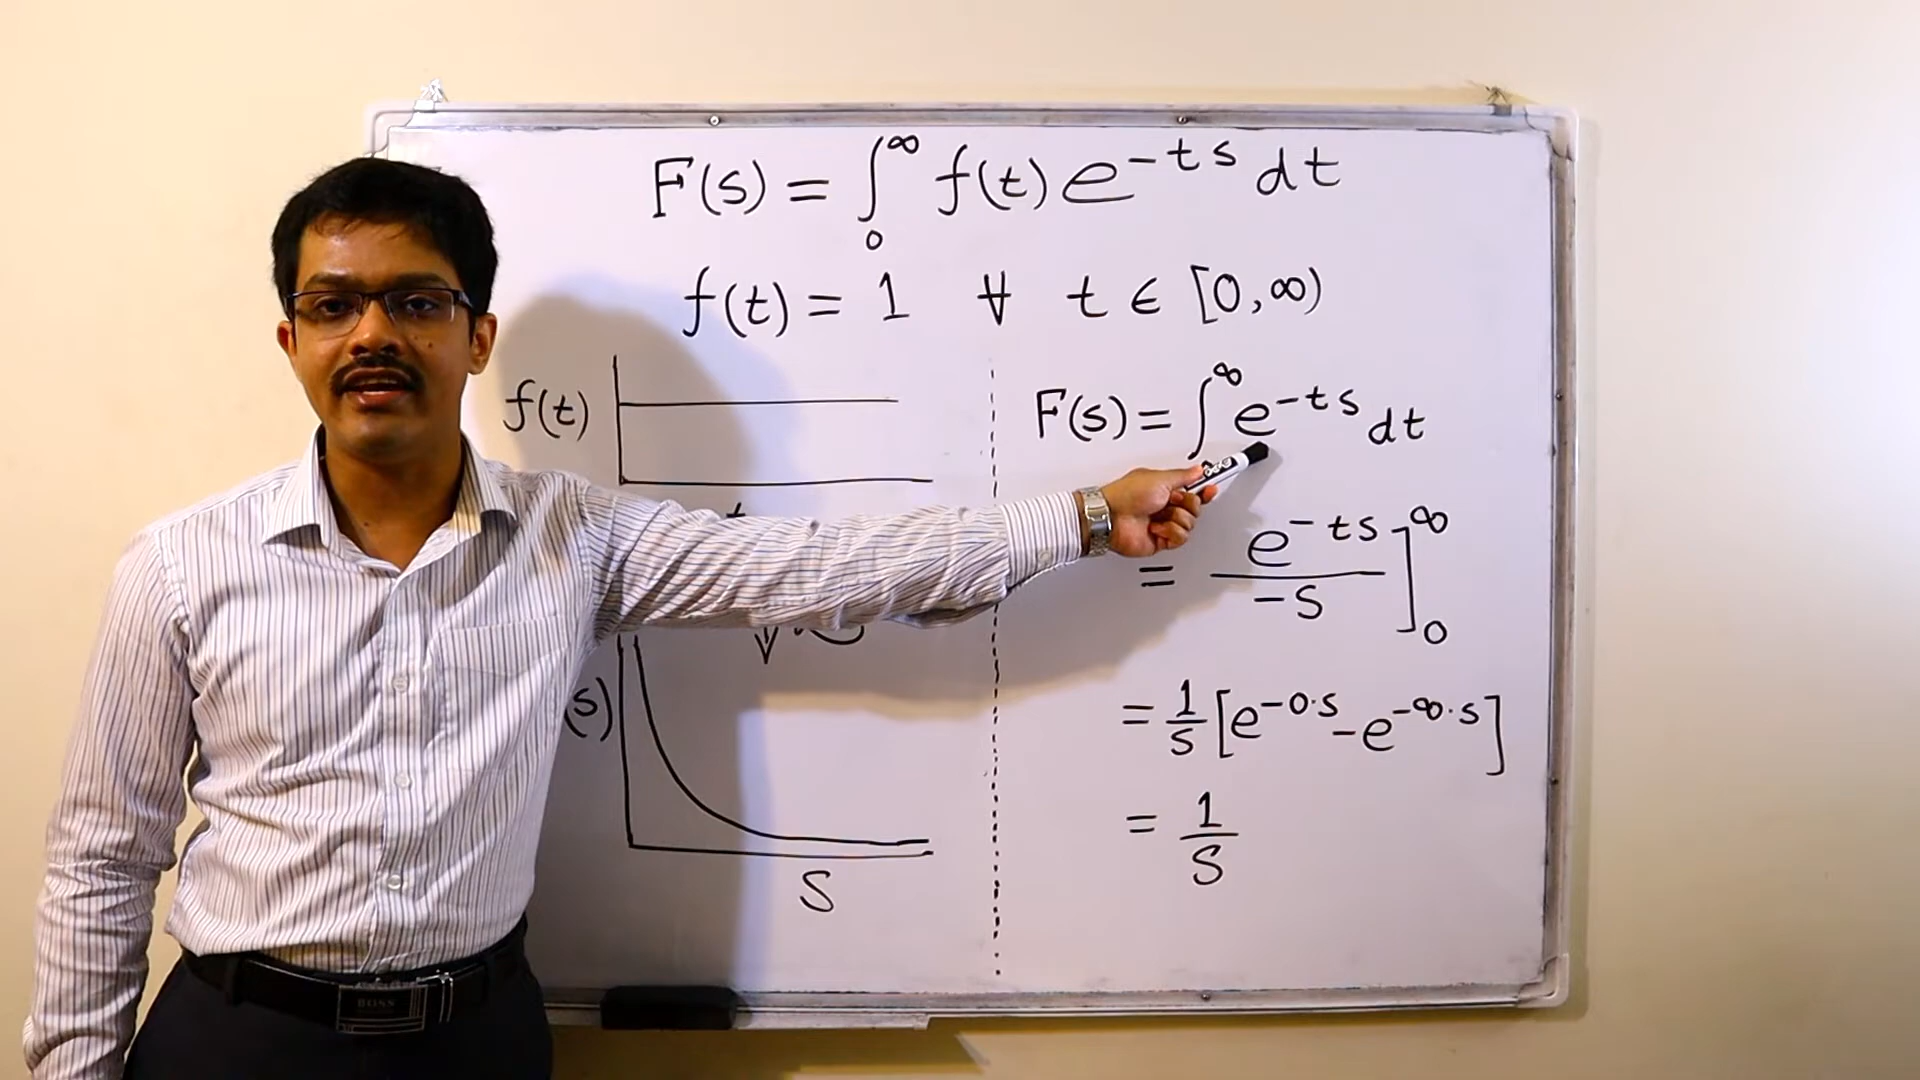 F(s) = ∫₀^∞ f(t) e^{-ts} dt
f(t) = 1 ∀ t ∈ [0, ∞)
f(t)
t
F(s) = ∫^∞ e^{-ts} dt
= e^{-ts}/-s ]₀^∞
(s)
= 1/s [e^{-0·s} - e^{-∞·s}]
= 1/s
s
BOSS